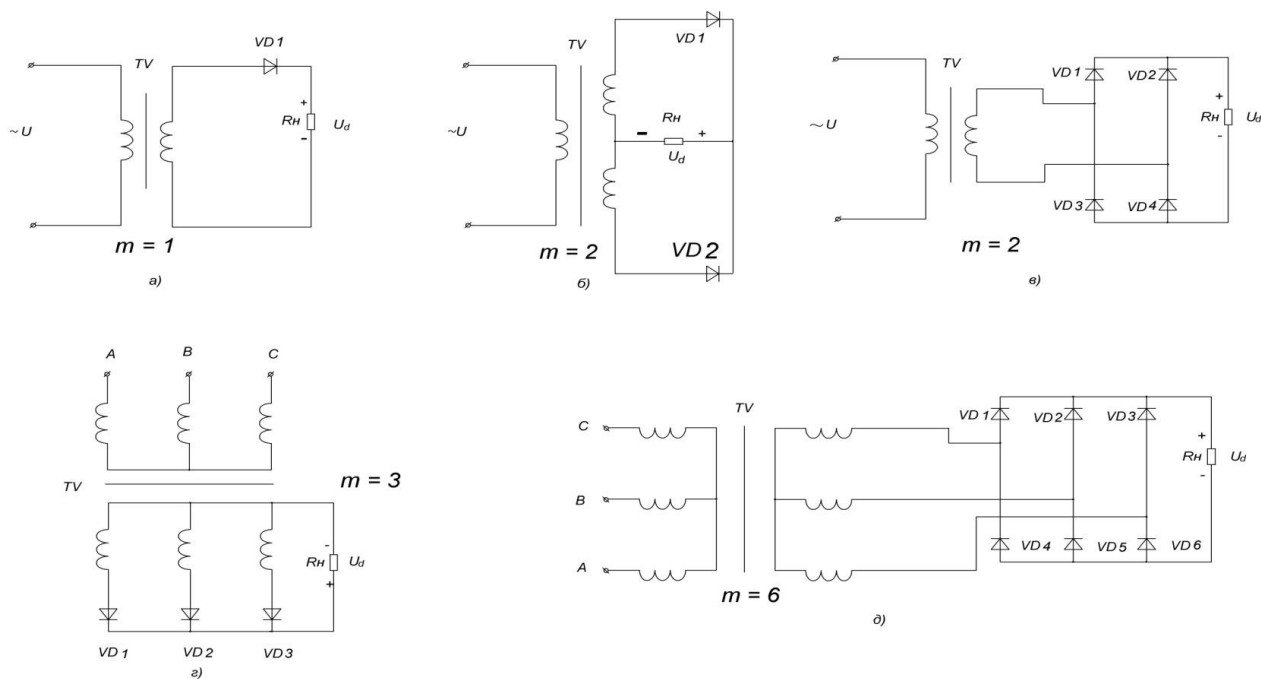 VD1
TV
+
~U
Rн
Ud
-
m = 1
а)
VD1
TV
Rн
-
+
~U
Ud
m = 2
VD2
б)
TV
VD1
VD2
+
~U
Rн
Ud
-
VD3
VD4
m = 2
в)
A
B
C
TV
m = 3
-
Rн
Ud
+
VD1
VD2
VD3
г)
TV
VD1
VD2
VD3
C
+
Rн
Ud
-
B
VD4
VD5
VD6
A
m = 6
д)